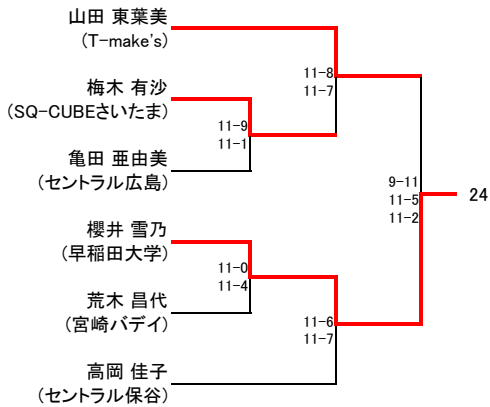 山田 東葉美
(T-make's)
11-8
11-7
梅木 有沙
(SQ-CUBEさいたま)
11-9
11-1
亀田 亜由美
(セントラル広島)
9-11
11-5
11-2
24
櫻井 雪乃
(早稲田大学)
11-0
11-4
荒木 昌代
(宮崎バデイ)
11-6
11-7
高岡 佳子
(セントラル保谷)